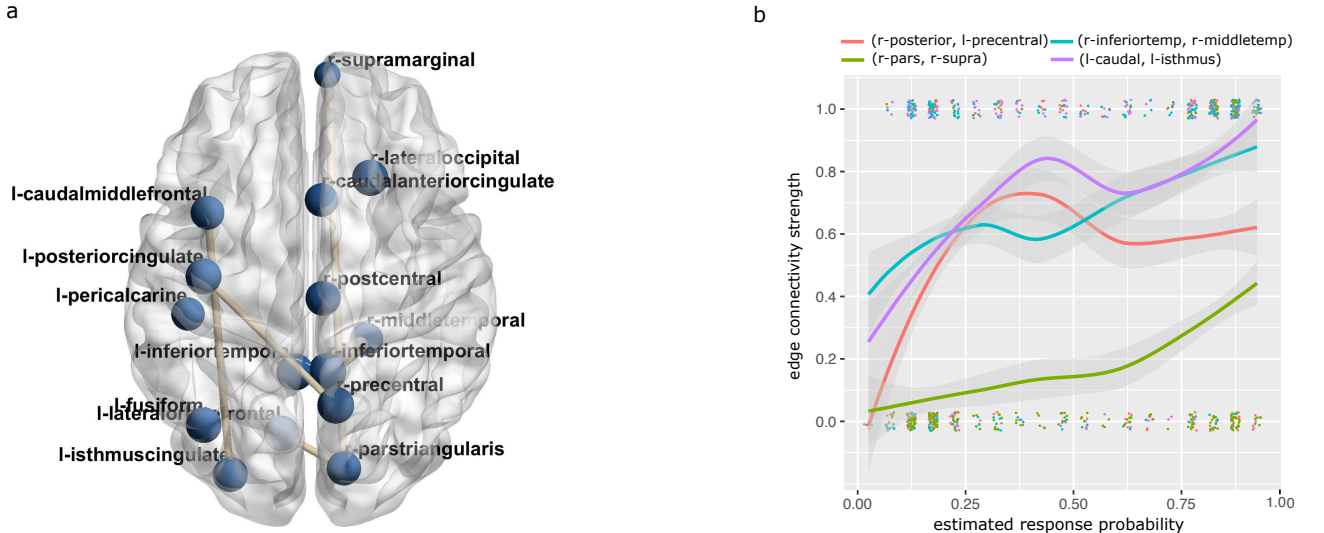 a
r-supramarginal
r-lateraloccipital
r-caudalanteriorcingulate
l-caudalmiddlefrontal
l-posteriorcingulate
r-postcentral
l-pericalcarine
r-middletemporal
l-inferiortemporal
r-inferiortemporal
r-precentral
l-fusiform
l-lateralorbitofrontal
r-parstriangularis
l-isthmuscingulate
b
(r-posterior, l-precentral)
(r-inferiortemp, r-middletemp)
(r-pars, r-supra)
(l-caudal, l-isthmus)
edge connectivity strength
1.0
0.8
0.6
0.4
0.2
0.0
0.00
0.25
0.50
0.75
1.00
estimated response probability